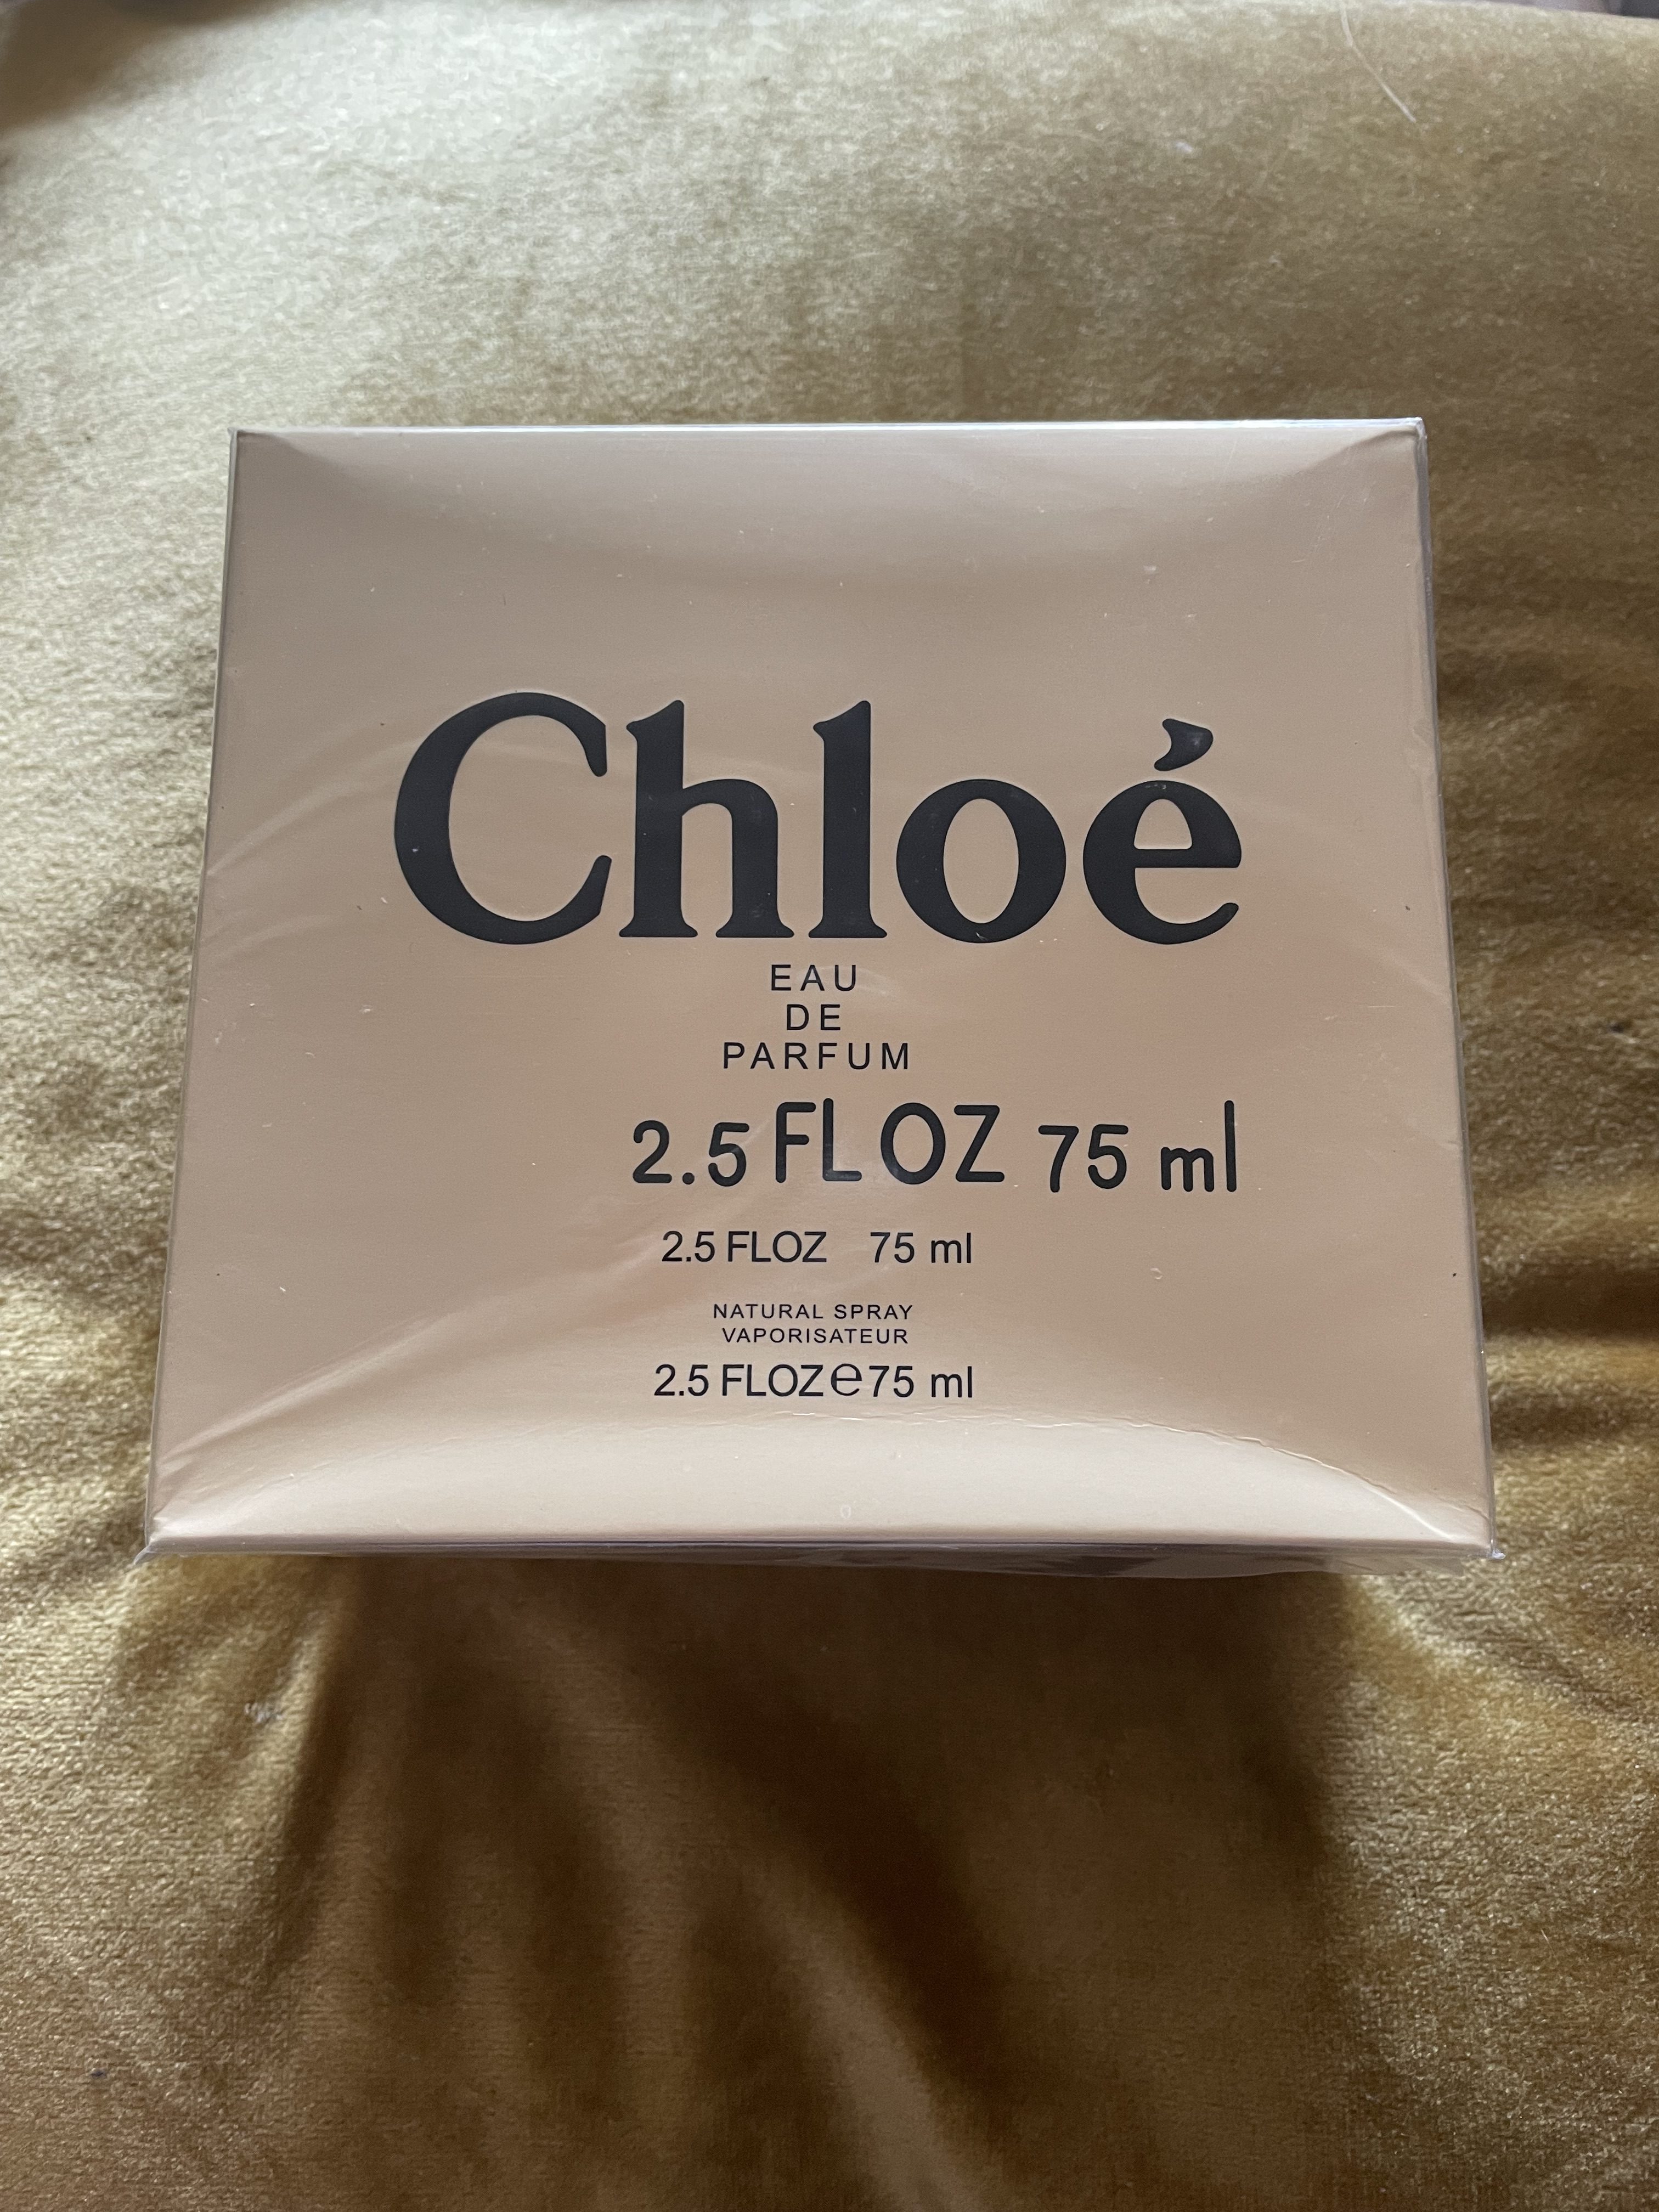 Chloé
EAU
DE
PARFUM
2.5 FL OZ 75 ml
2.5 FLOZ 75 ml
NATURAL SPRAY
VAPORISATEUR
2.5 FLOZ℮75 ml